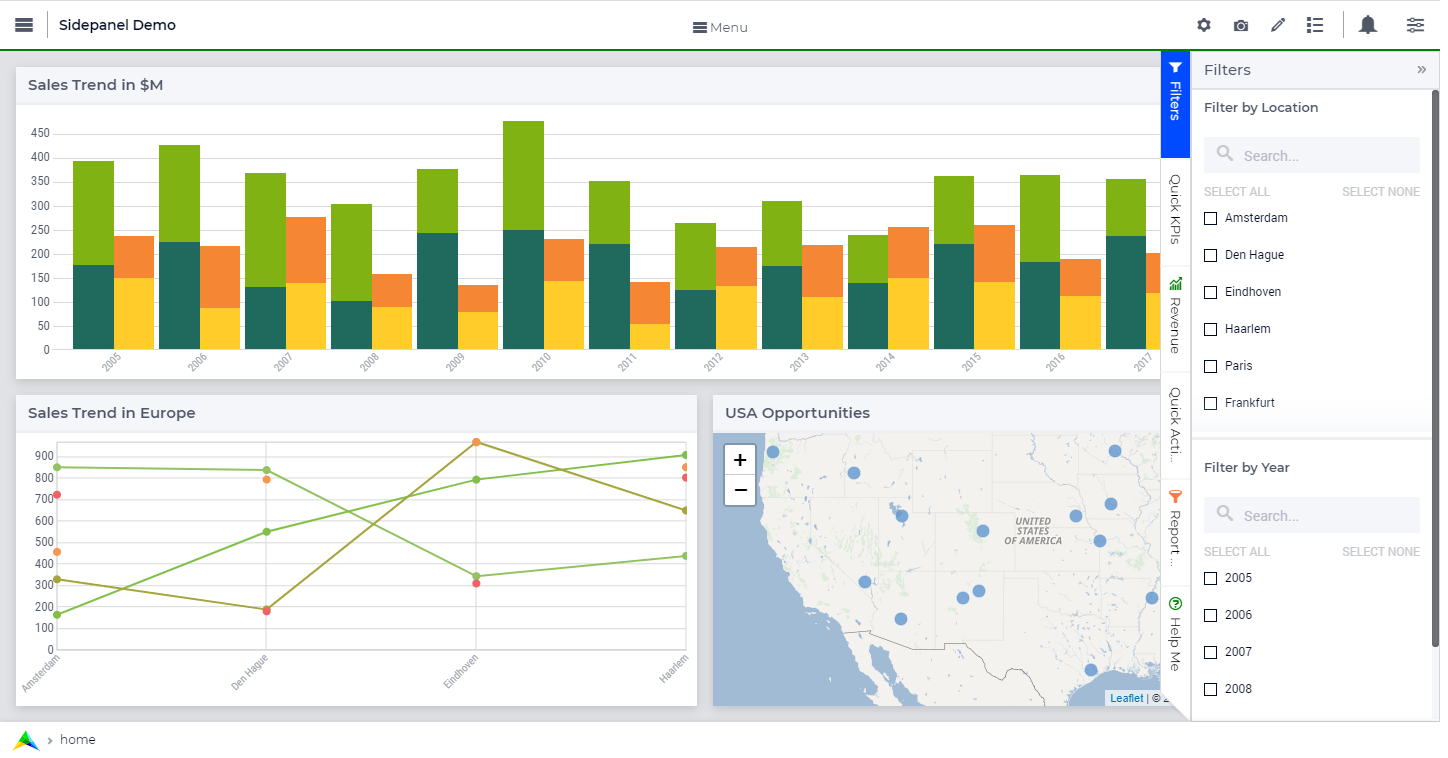 Sidepanel Demo
Menu
Sales Trend in $M
450
400
350
300
250
200
150
100
50
0
2005
2006
2007
2008
2009
2010
2011
2012
2013
2014
2015
2016
2017
Sales Trend in Europe
900
800
700
600
500
400
300
200
100
0
Amsterdam
Den Hague
Eindhoven
Haarlem
USA Opportunities
+
−
UNITED
STATES
OF AMERICA
Leaflet | ©
Filters
Quick KPIs
Revenue
Quick Acti...
Report ...
Help Me
Filters
Filter by Location
Search...
SELECT ALL SELECT NONE
Amsterdam
Den Hague
Eindhoven
Haarlem
Paris
Frankfurt
Filter by Year
Search...
SELECT ALL SELECT NONE
2005
2006
2007
2008
home